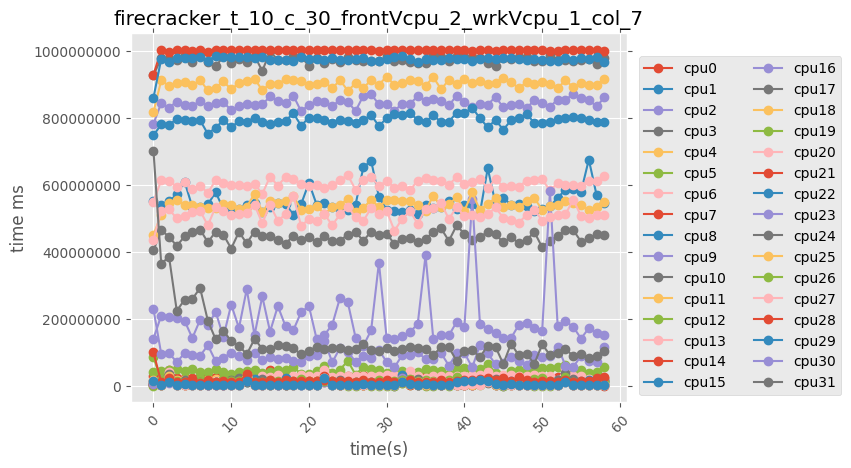 firecracker_t_10_c_30_frontVcpu_2_wrkVcpu_1_col_7
1000000000
800000000
600000000
400000000
200000000
0
time ms
0
10
20
30
40
50
60
time(s)
cpu0
cpu1
cpu2
cpu3
cpu4
cpu5
cpu6
cpu7
cpu8
cpu9
cpu10
cpu11
cpu12
cpu13
cpu14
cpu15
cpu16
cpu17
cpu18
cpu19
cpu20
cpu21
cpu22
cpu23
cpu24
cpu25
cpu26
cpu27
cpu28
cpu29
cpu30
cpu31